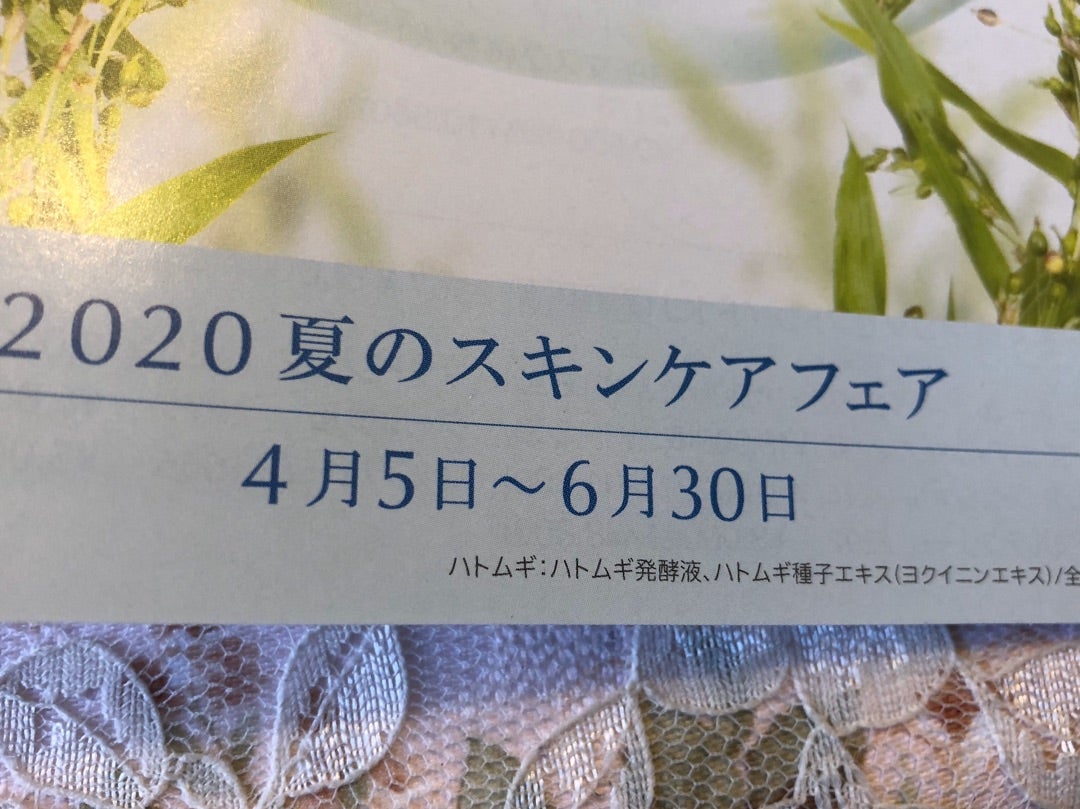 2020 夏のスキンケアフェア
4月5日～6月30日
ハトムギ：ハトムギ発酵液、ハトムギ種子エキス(ヨクイニンエキス)/全